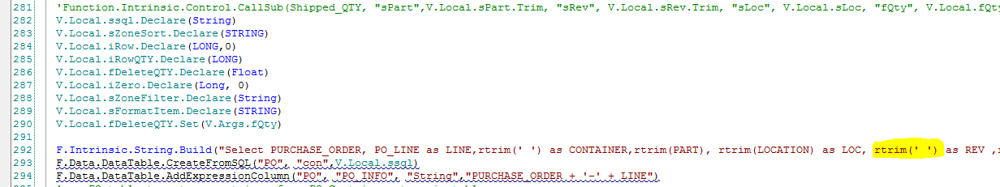 281 'Function.Intrinsic.Control.CallSub(Shipped_QTY, "sPart",V.Local.sPart.Trim, "sRev", V.Local.sRev.Trim, "sLoc", V.Local.sLoc, "fQty", V.Local.fQty
282 V.Local.ssql.Declare(String)
283 V.Local.sZoneSort.Declare(STRING)
284 V.Local.iRow.Declare(LONG,0)
285 V.Local.iRowQTY.Declare(LONG)
286 V.Local.fDeleteQTY.Declare(Float)
287 V.Local.iZero.Declare(Long, 0)
288 V.Local.sZoneFilter.Declare(String)
289 V.Local.sFormatItem.Declare(STRING)
290 V.Local.fDeleteQTY.Set(V.Args.fQty)
291
292 F.Intrinsic.String.Build("Select PURCHASE_ORDER, PO_LINE as LINE,rtrim(' ') as CONTAINER,rtrim(PART), rtrim(LOCATION) as LOC, rtrim(' ') as REV ,
293 F.Data.DataTable.CreateFromSQL("PO", "con",V.Local.ssql)
294 F.Data.DataTable.AddExpressionColumn("PO", "PO_INFO", "String","PURCHASE_ORDER + '-' + LINE")